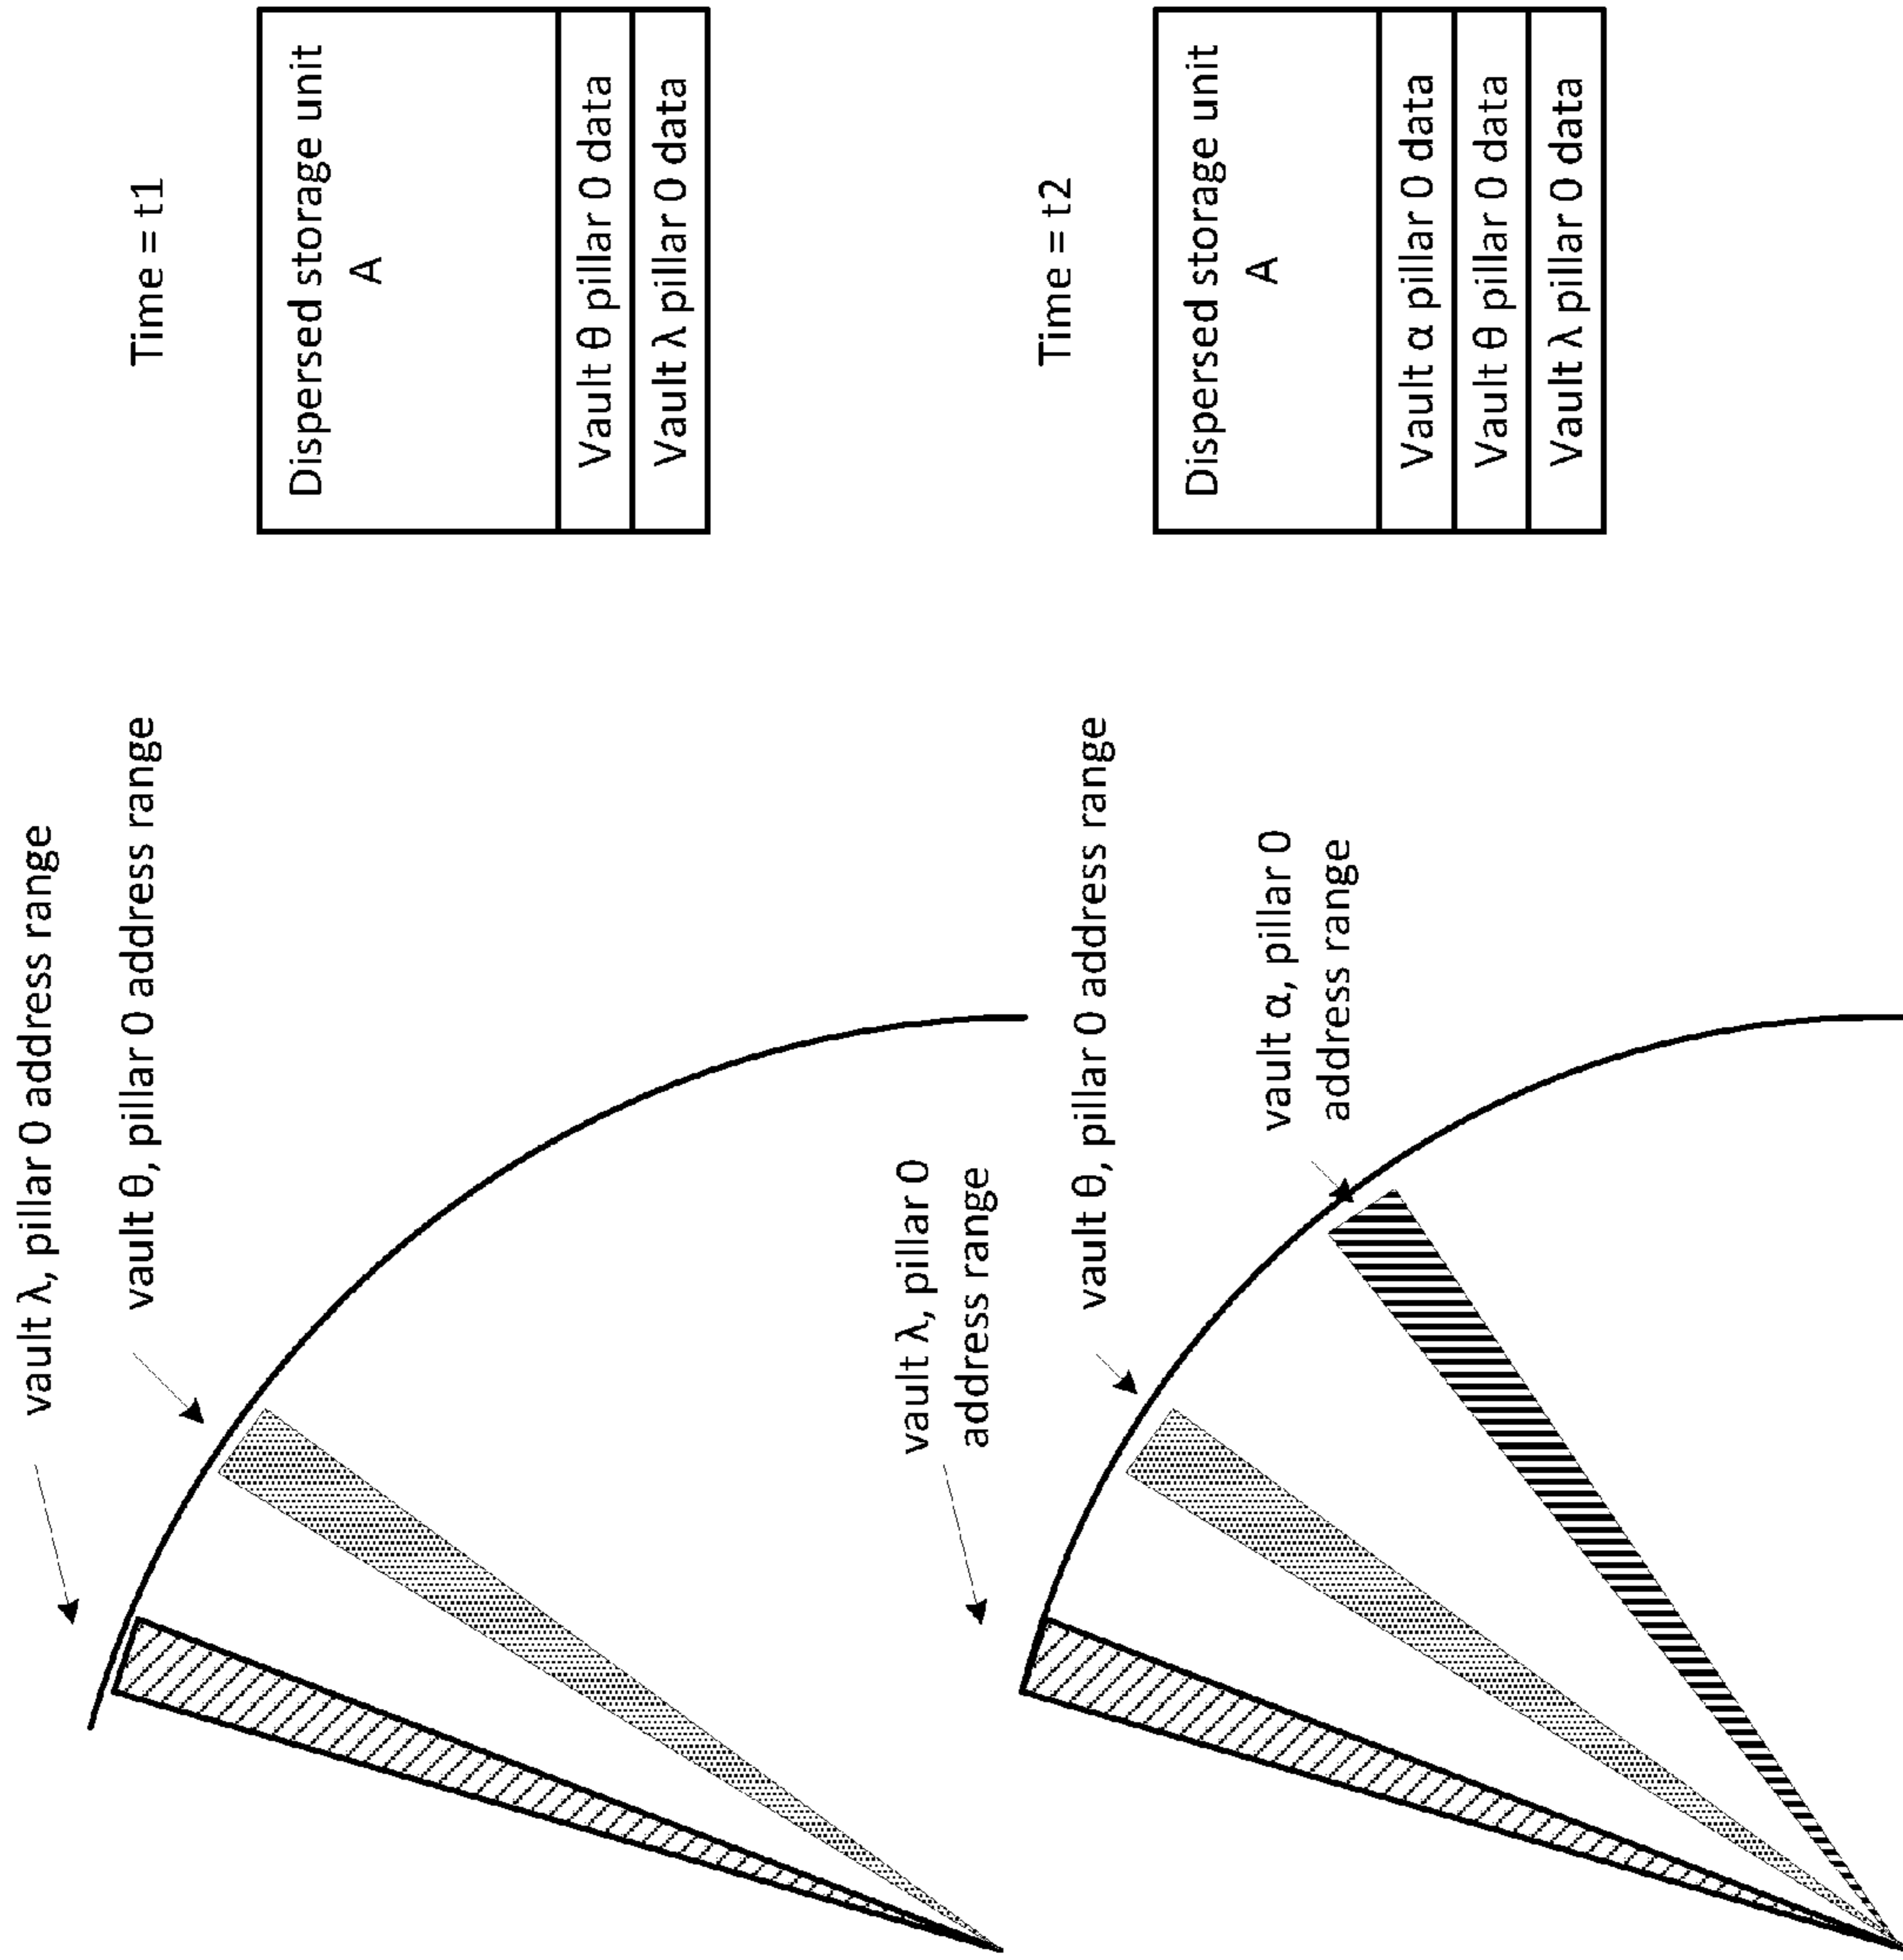 vault λ, pillar 0 address range
vault θ, pillar 0 address range
Time = t1
Dispersed storage unit
A
Vault θ pillar 0 data
Vault λ pillar 0 data
vault λ, pillar 0
address range
vault θ, pillar 0 address range
vault α, pillar 0
address range
Time = t2
Dispersed storage unit
A
Vault α pillar 0 data
Vault θ pillar 0 data
Vault λ pillar 0 data